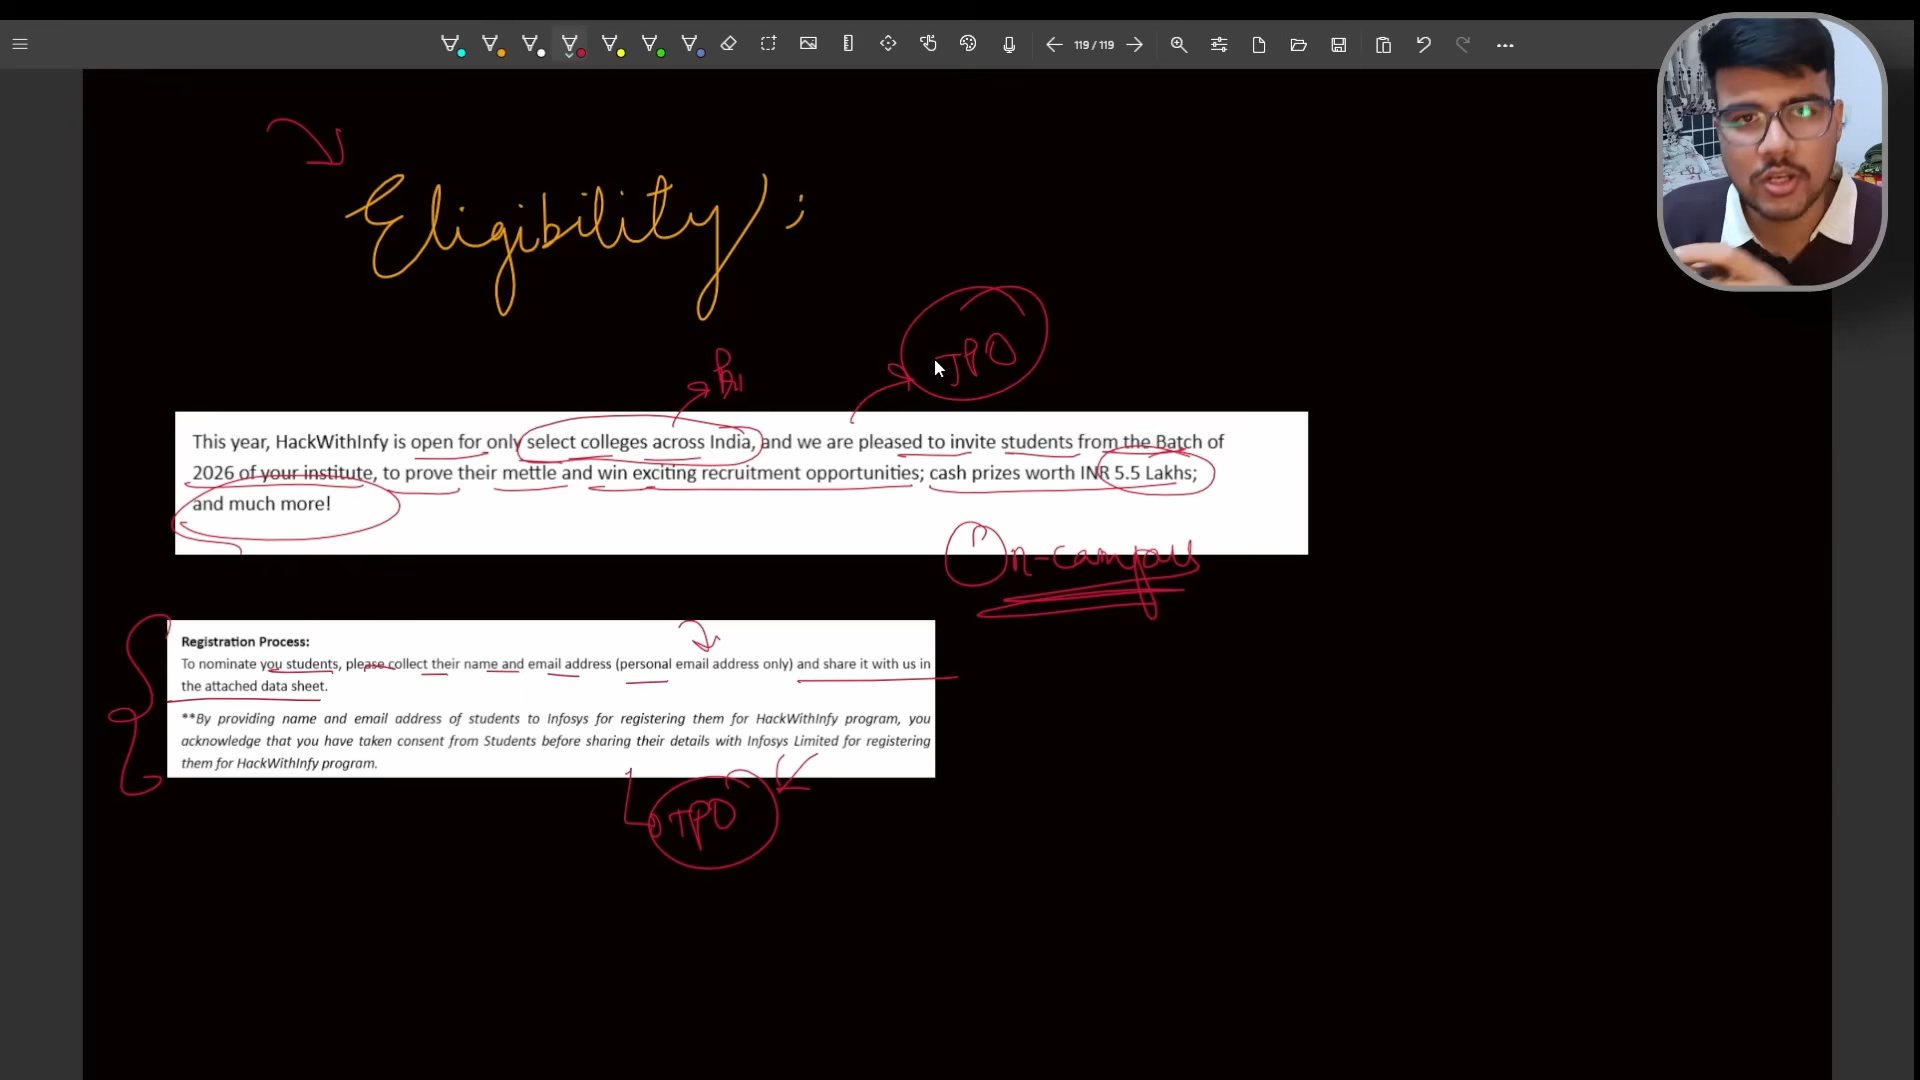 119 / 119
Eligibility ;
TPO
This year, HackWithInfy is open for only select colleges across India, and we are pleased to invite students from the Batch of
2026 of your institute, to prove their mettle and win exciting recruitment opportunities; cash prizes worth INR 5.5 Lakhs;
and much more!
On-campus
Registration Process:
To nominate you students, please collect their name and email address (personal email address only) and share it with us in
the attached data sheet.
**By providing name and email address of students to Infosys for registering them for HackWithInfy program, you
acknowledge that you have taken consent from Students before sharing their details with Infosys Limited for registering
them for HackWithInfy program.
TPO